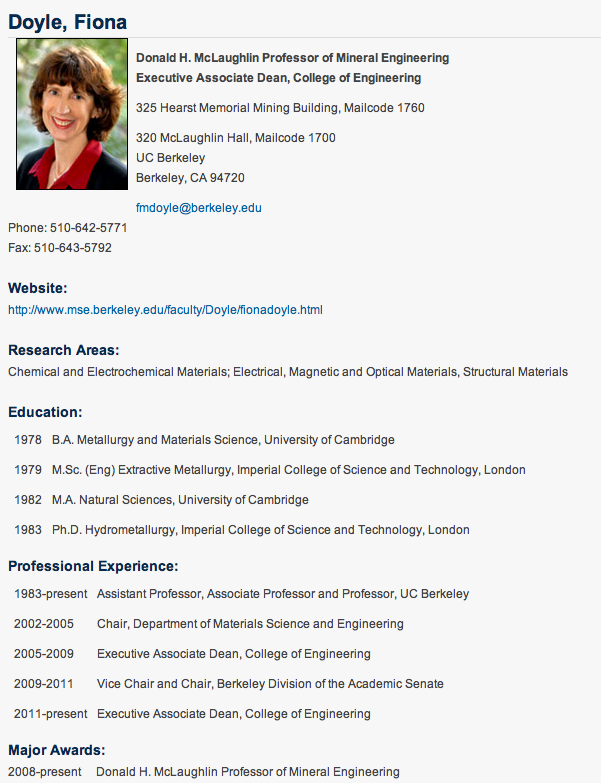 Doyle, Fiona
Donald H. McLaughlin Professor of Mineral Engineering
Executive Associate Dean, College of Engineering
325 Hearst Memorial Mining Building, Mailcode 1760
320 McLaughlin Hall, Mailcode 1700
UC Berkeley
Berkeley, CA 94720
fmdoyle@berkeley.edu
Phone: 510-642-5771
Fax: 510-643-5792
Website:
http://www.mse.berkeley.edu/faculty/Doyle/fionadoyle.html
Research Areas:
Chemical and Electrochemical Materials; Electrical, Magnetic and Optical Materials, Structural Materials
Education:
1978 B.A. Metallurgy and Materials Science, University of Cambridge
1979 M.Sc. (Eng) Extractive Metallurgy, Imperial College of Science and Technology, London
1982 M.A. Natural Sciences, University of Cambridge
1983 Ph.D. Hydrometallurgy, Imperial College of Science and Technology, London
Professional Experience:
1983-present Assistant Professor, Associate Professor and Professor, UC Berkeley
2002-2005 Chair, Department of Materials Science and Engineering
2005-2009 Executive Associate Dean, College of Engineering
2009-2011 Vice Chair and Chair, Berkeley Division of the Academic Senate
2011-present Executive Associate Dean, College of Engineering
Major Awards:
2008-present Donald H. McLaughlin Professor of Mineral Engineering